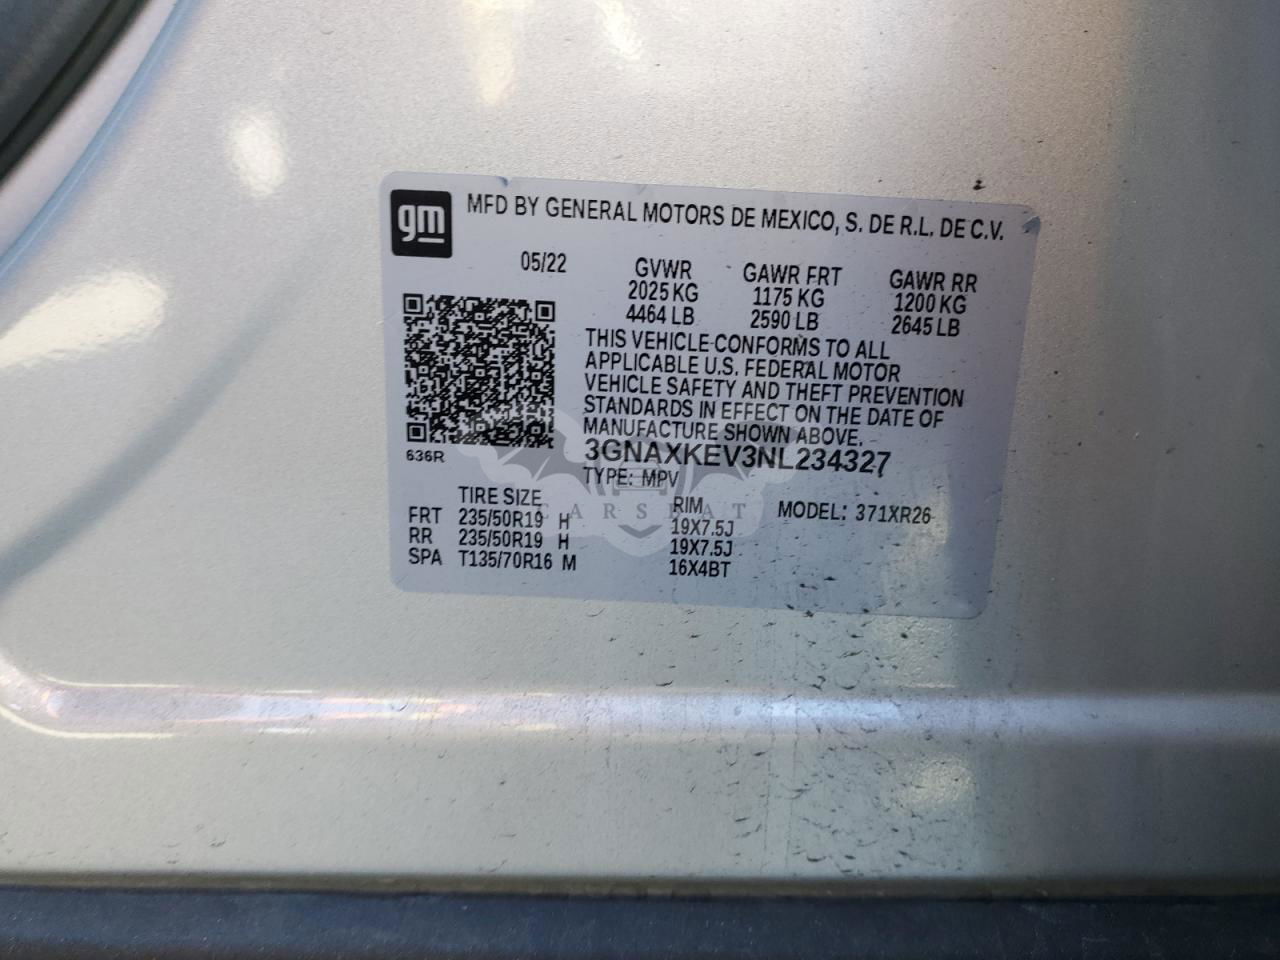 gm
MFD BY GENERAL MOTORS DE MEXICO, S. DE R.L. DE C.V.
05/22 GVWR GAWR FRT GAWR RR
2025 KG 1175 KG 1200 KG
4464 LB 2590 LB 2645 LB
THIS VEHICLE CONFORMS TO ALL
APPLICABLE U.S. FEDERAL MOTOR
VEHICLE SAFETY AND THEFT PREVENTION
STANDARDS IN EFFECT ON THE DATE OF
MANUFACTURE SHOWN ABOVE.
636R
3GNAXKEV3NL234327
TYPE: MPV
TIRE SIZE RIM MODEL: 371XR26
FRT 235/50R19 H 19X7.5J
RR 235/50R19 H 19X7.5J
SPA T135/70R16 M 16X4BT
CARSBAT